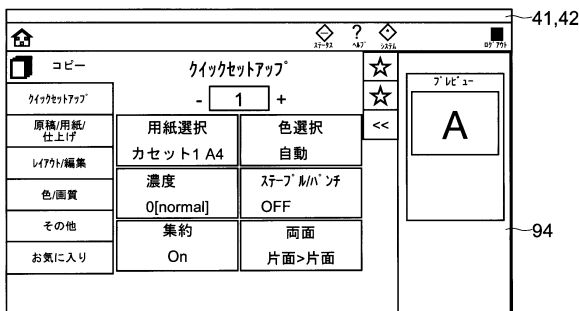 41,42
ステータス ヘルプ システム ログアウト
コピー
クイックセットアップ
- 1 +
クイックセットアップ
原稿/用紙/
仕上げ
レイアウト/編集
色/画質
その他
お気に入り
用紙選択
カセット1 A4
色選択
自動
濃度
0[normal]
ステープル/パンチ
OFF
集約
On
両面
片面>片面
<<
プレビュー
A
94